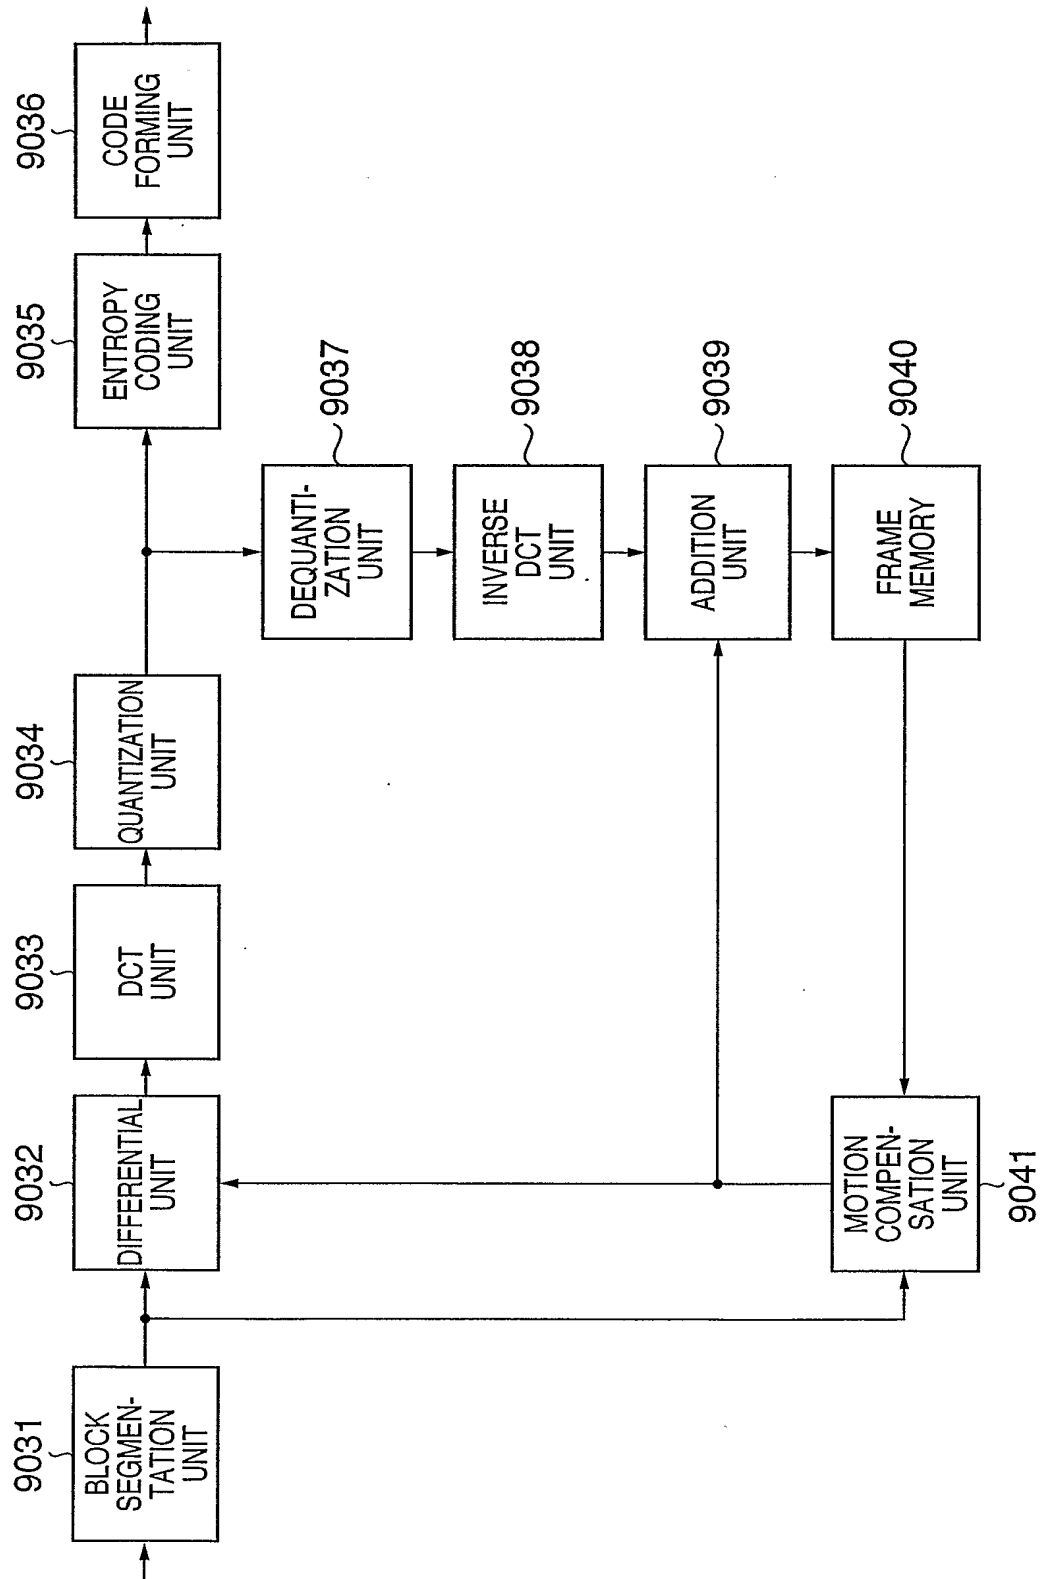 9031
BLOCK
SEGMEN-
TATION
UNIT
9032
DIFFERENTIAL
UNIT
9033
DCT
UNIT
9034
QUANTIZATION
UNIT
9035
ENTROPY
CODING
UNIT
9036
CODE
FORMING
UNIT
DEQUANTI-
ZATION
UNIT
9037
INVERSE
DCT
UNIT
9038
ADDITION
UNIT
9039
FRAME
MEMORY
9040
MOTION
COMPEN-
SATION
UNIT
9041